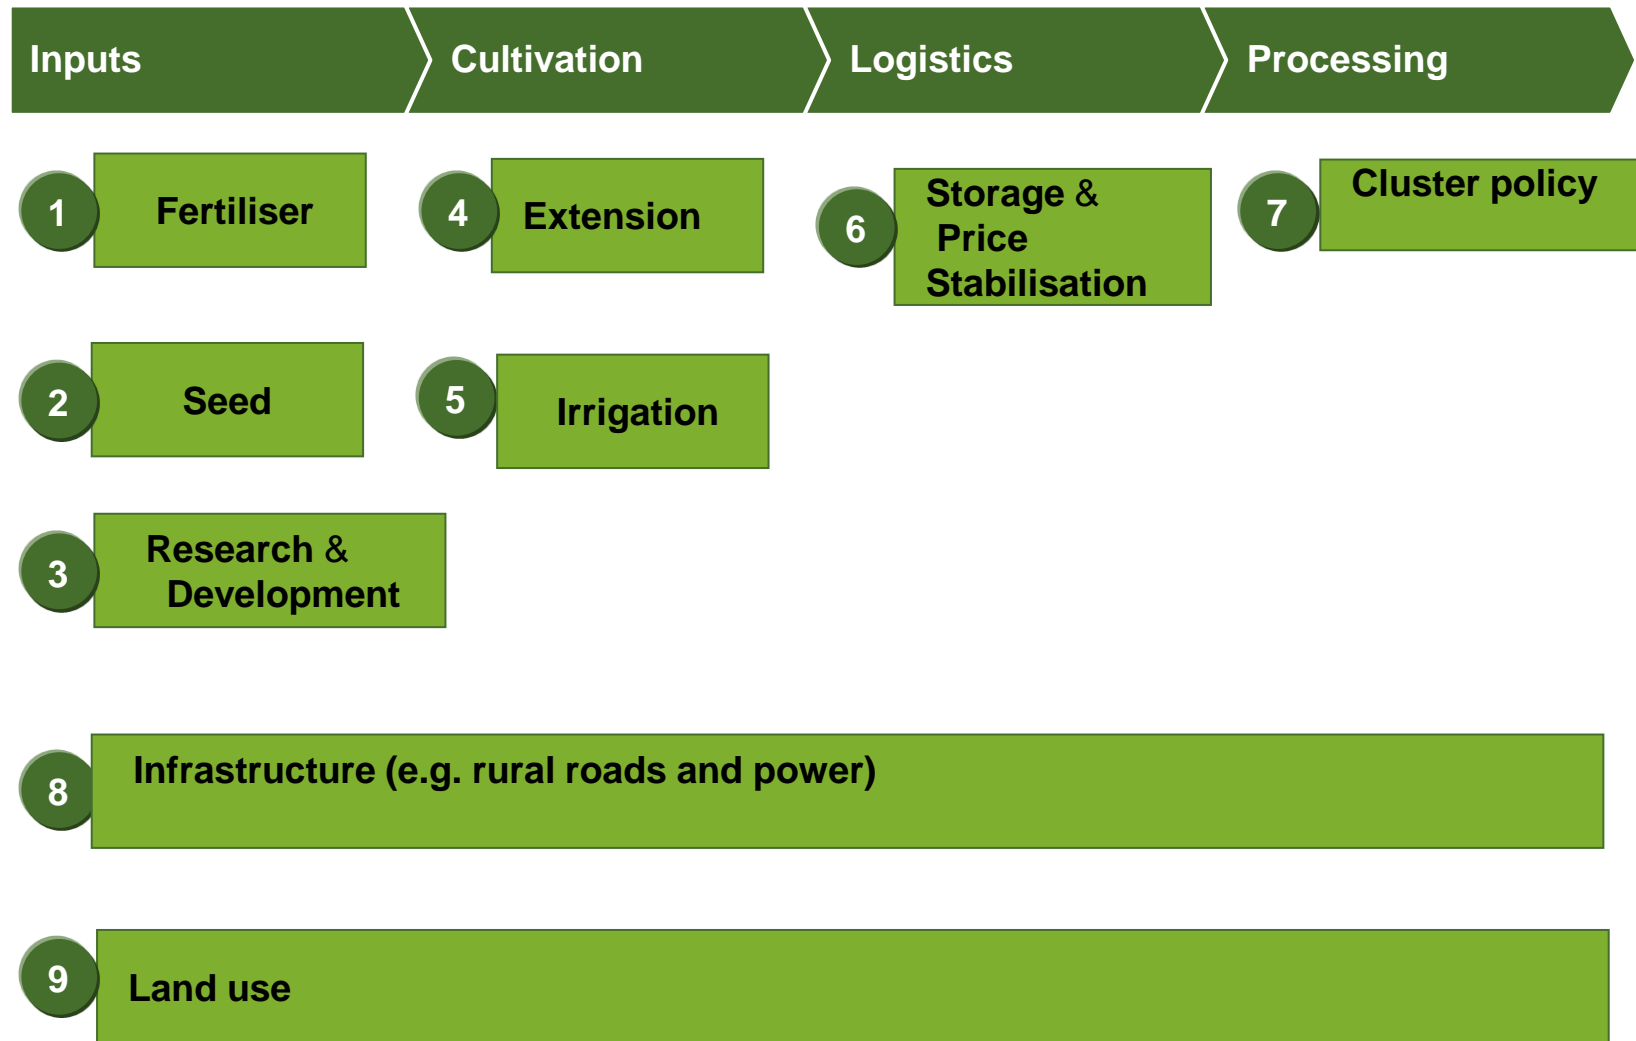 Inputs
Cultivation
Logistics
Processing
1
Fertiliser
4
Extension
6
Storage &
Price
Stabilisation
7
Cluster policy
2
Seed
5
Irrigation
3
Research &
Development
8
Infrastructure (e.g. rural roads and power)
9
Land use